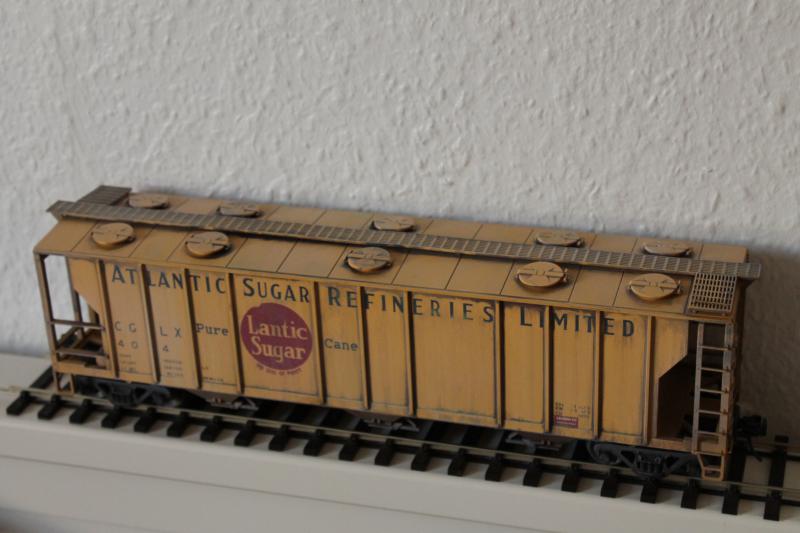 ATLANTIC SUGAR REFINERIES LIMITED
CGLX Pure Lantic Sugar Cane
404